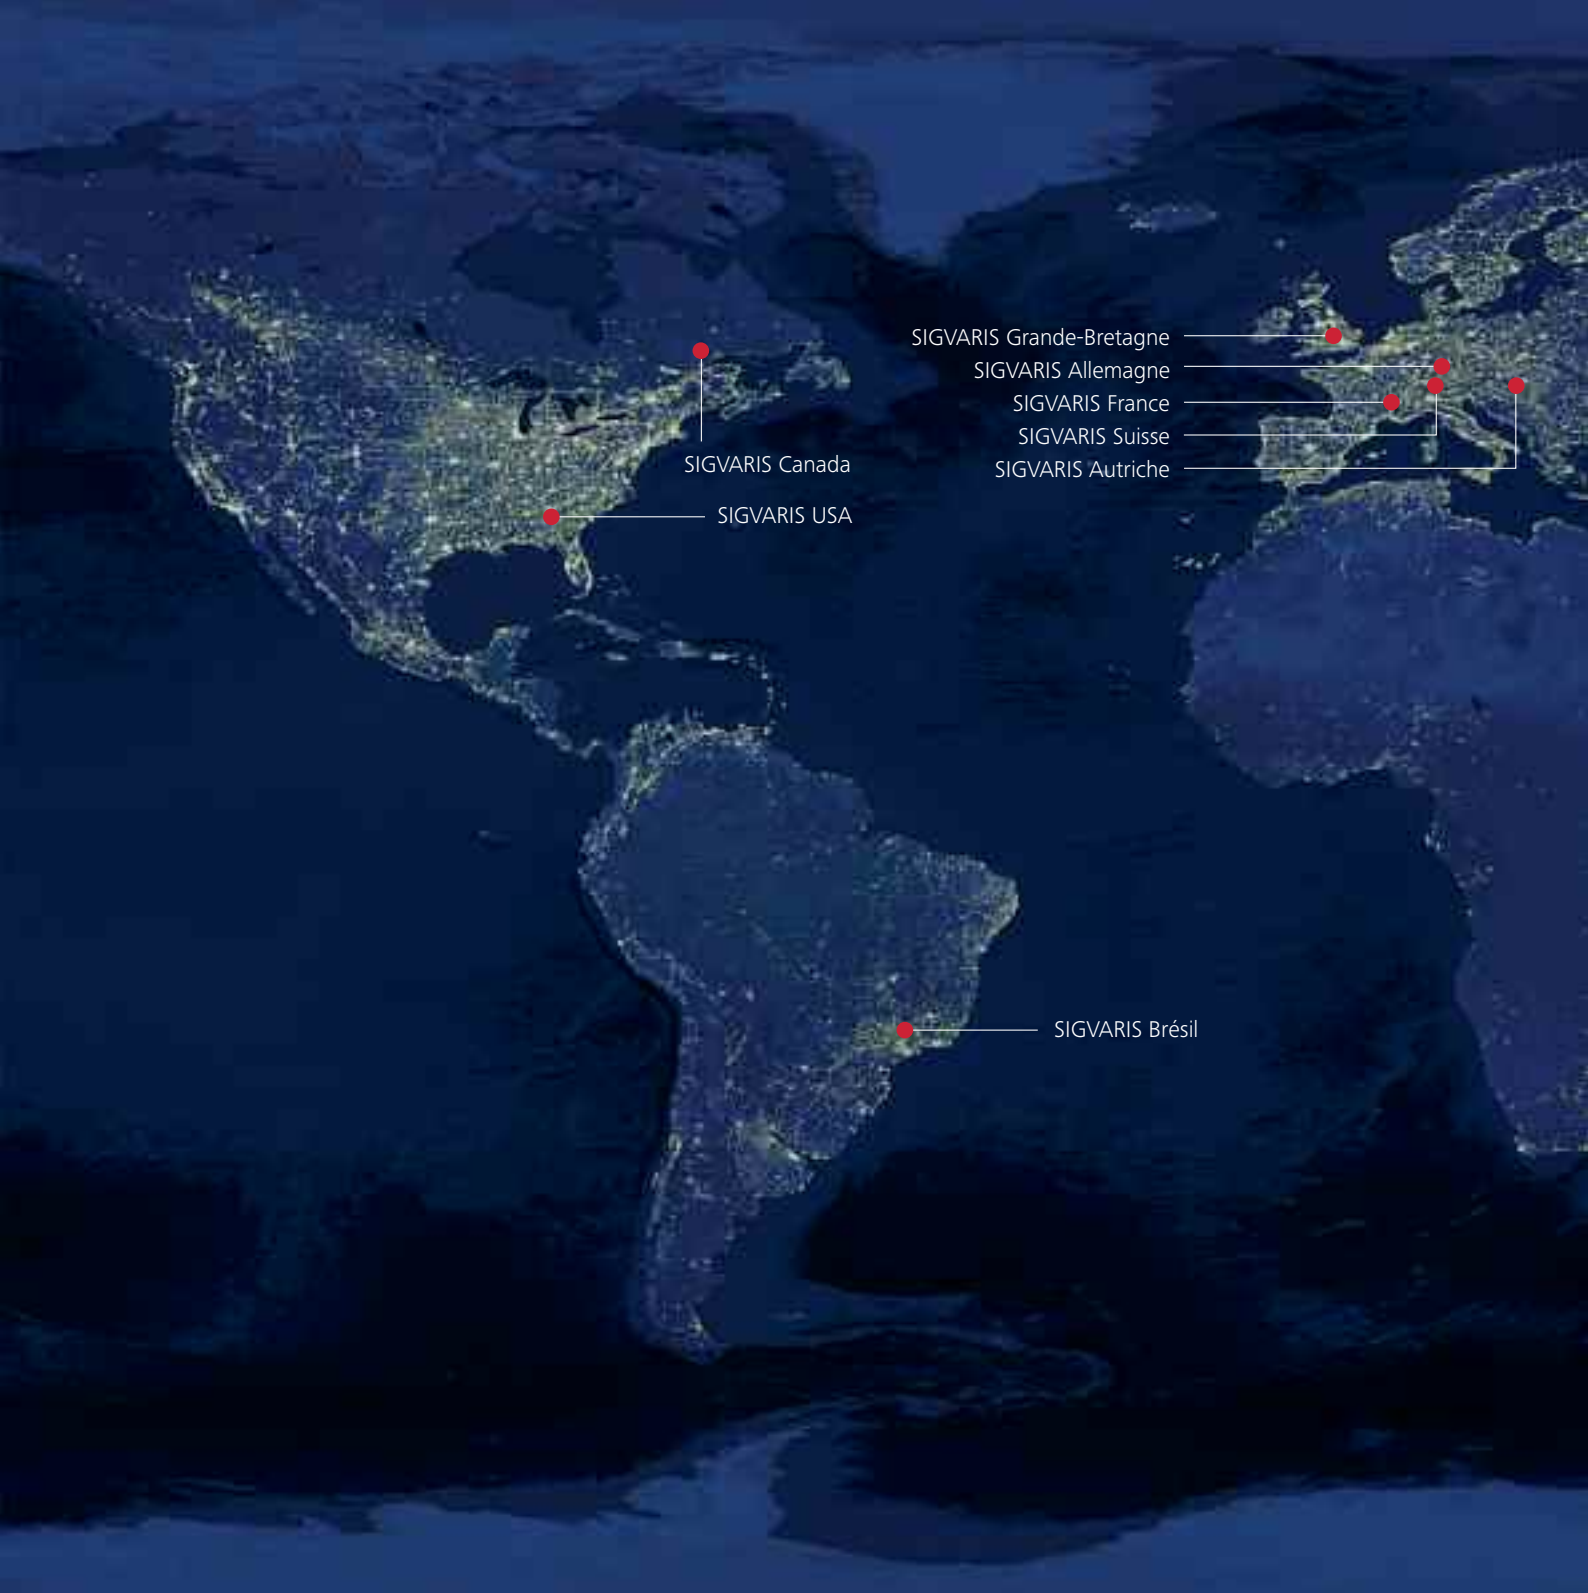 SIGVARIS Grande-Bretagne
SIGVARIS Allemagne
SIGVARIS France
SIGVARIS Suisse
SIGVARIS Autriche
SIGVARIS Canada
SIGVARIS USA
SIGVARIS Brésil